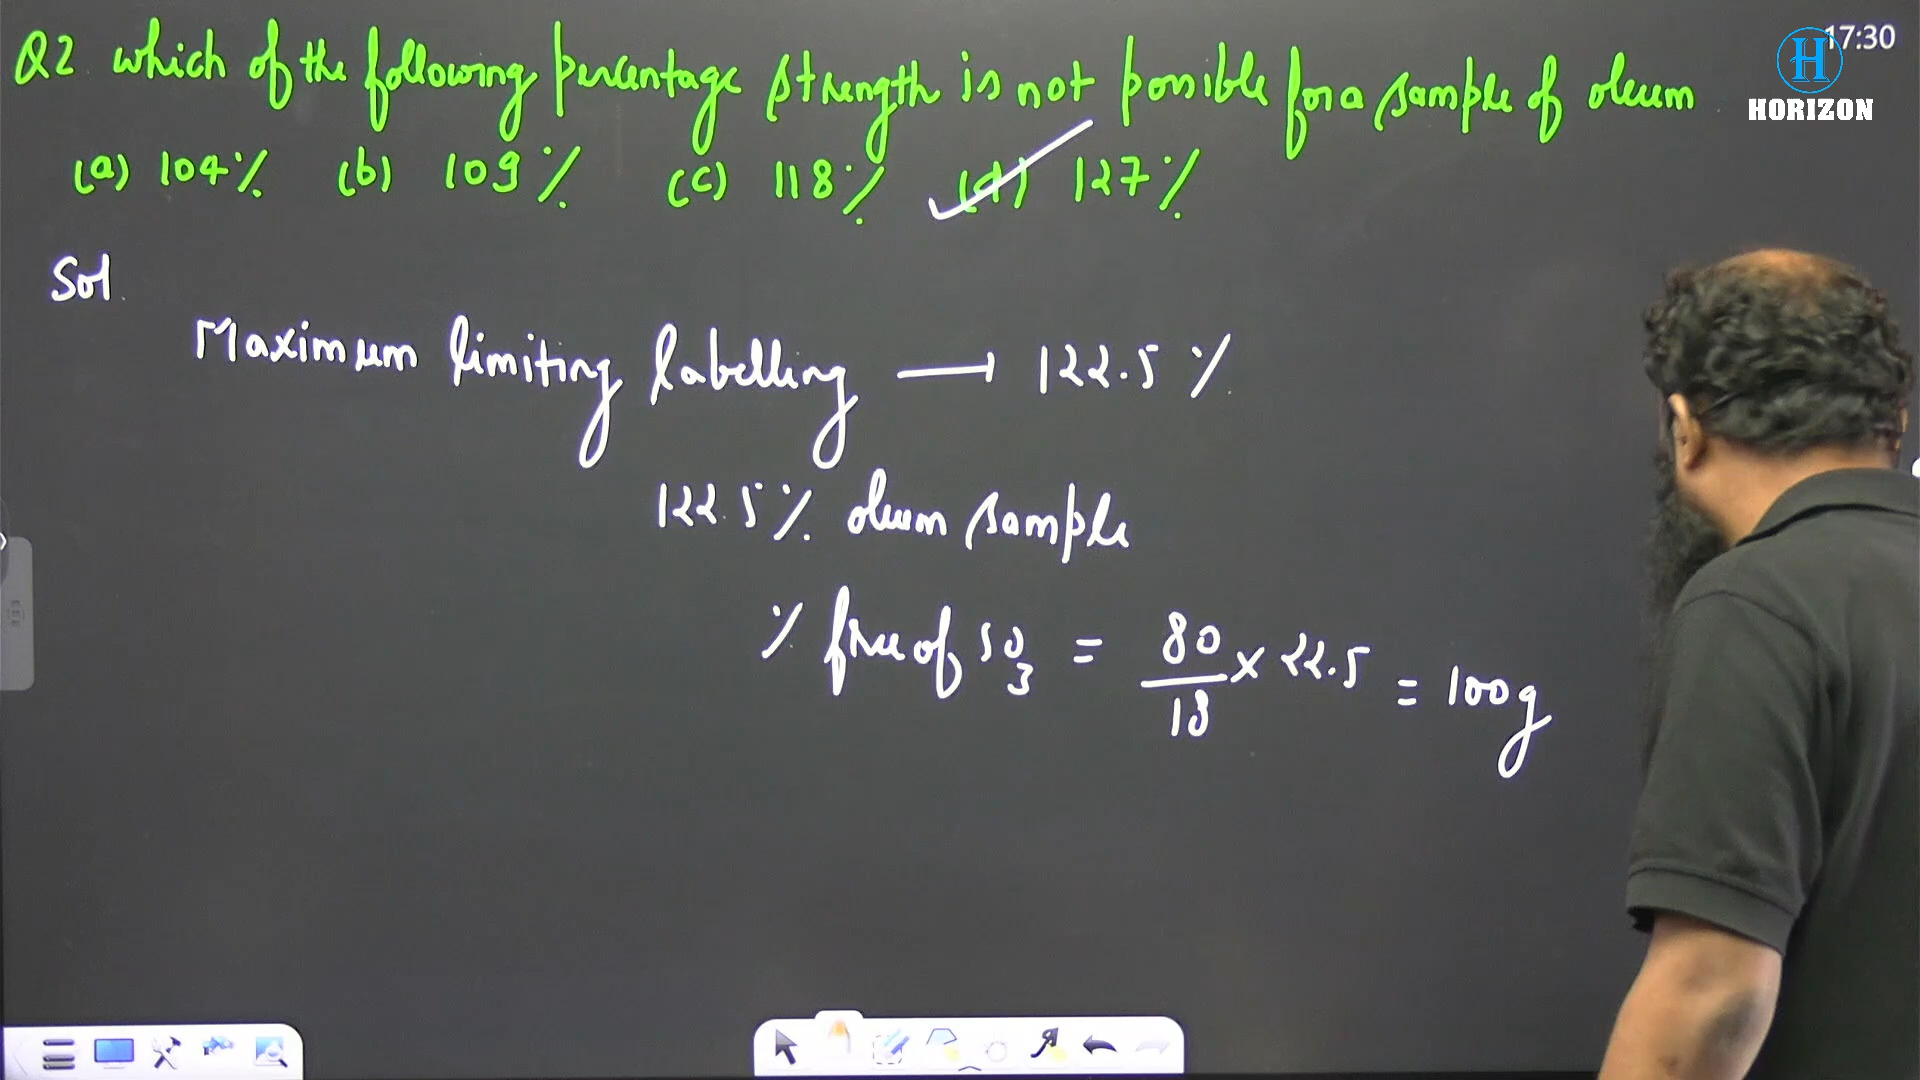 17:30
H
HORIZON
Q2 which of the following percentage strength is not possible for a sample of oleum
(a) 104% (b) 109% (c) 118% (d) 127%
Sol.
Maximum limiting labelling → 122.5%
122.5% oleum sample
% free of SO3 = 80/18 × 22.5 = 100g